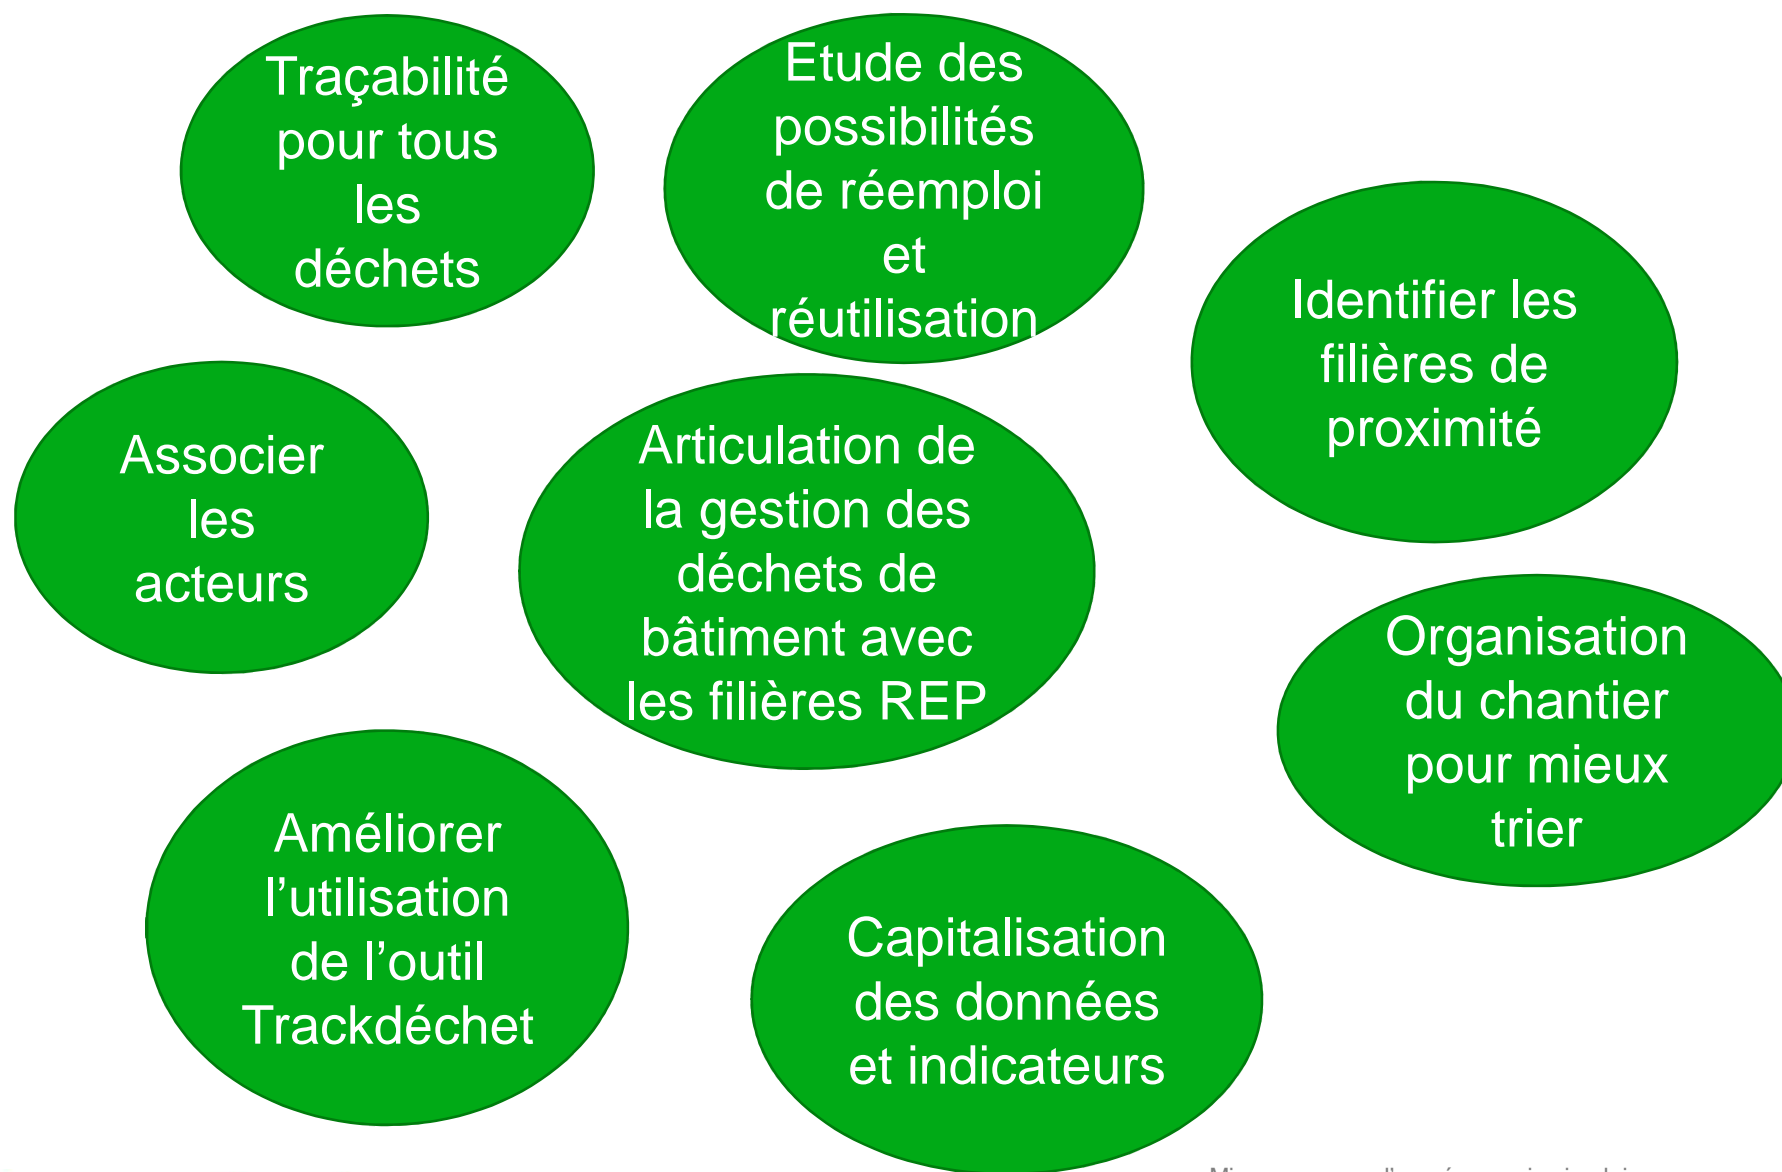 Traçabilité
pour tous
les
déchets
Etude des
possibilités
de réemploi
et
réutilisation
Identifier les
filières de
proximité
Associer
les
acteurs
Articulation de
la gestion des
déchets de
bâtiment avec
les filières REP
Organisation
du chantier
pour mieux
trier
Améliorer
l’utilisation
de l’outil
Trackdéchet
Capitalisation
des données
et indicateurs